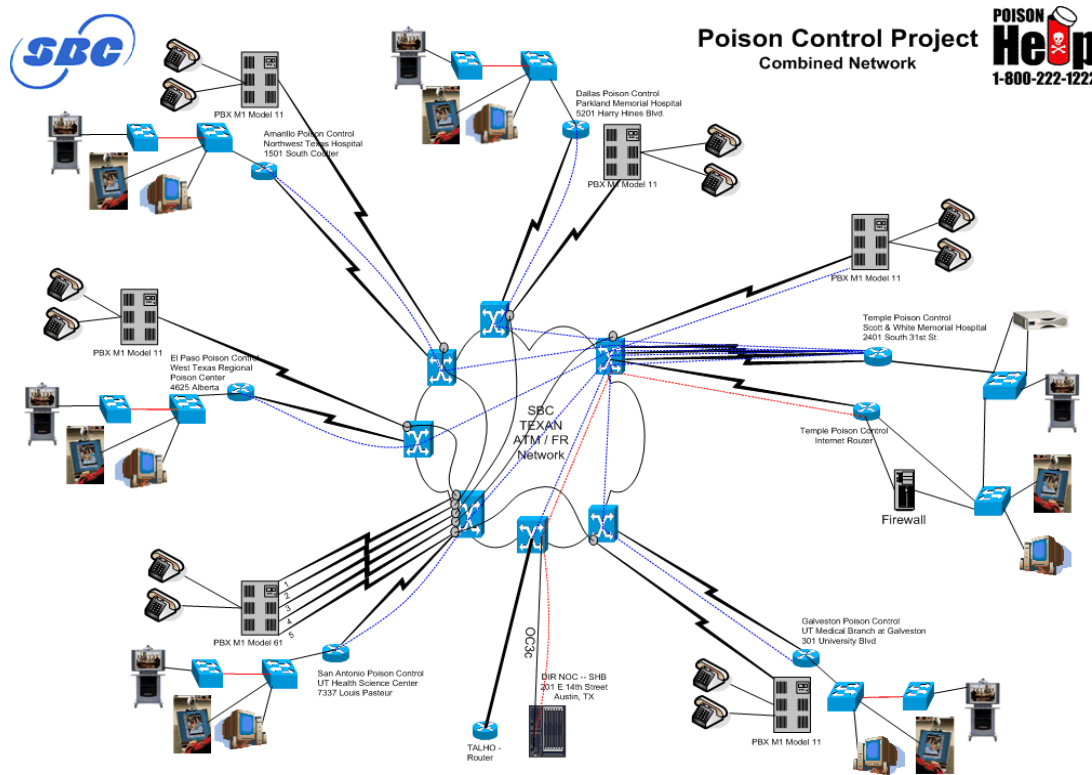 SBC
Poison Control Project
Combined Network
POISON
Help
1-800-222-1222
PBX M1 Model 11
Amarillo Poison Control
Northwest Texas Hospital
1501 South Coulter
Dallas Poison Control
Parkland Memorial Hospital
5201 Harry Hines Blvd.
PBX M1 Model 11
PBX M1 Model 11
PBX M1 Model 11
El Paso Poison Control
West Texas Regional
Poison Center
4625 Alberta
Temple Poison Control
Scott & White Memorial Hospital
2401 South 31st St.
SBC
TEXAN
ATM / FR
Network
Temple Poison Control
Internet Router
Firewall
1
2
3
4
5
PBX M1 Model 61
San Antonio Poison Control
UT Health Science Center
7337 Louis Pasteur
OC3c
DIR NOC -- SHB
201 E 14th Street
Austin, TX
TALHO -
Router
Galveston Poison Control
UT Medical Branch at Galveston
301 University Blvd
PBX M1 Model 11